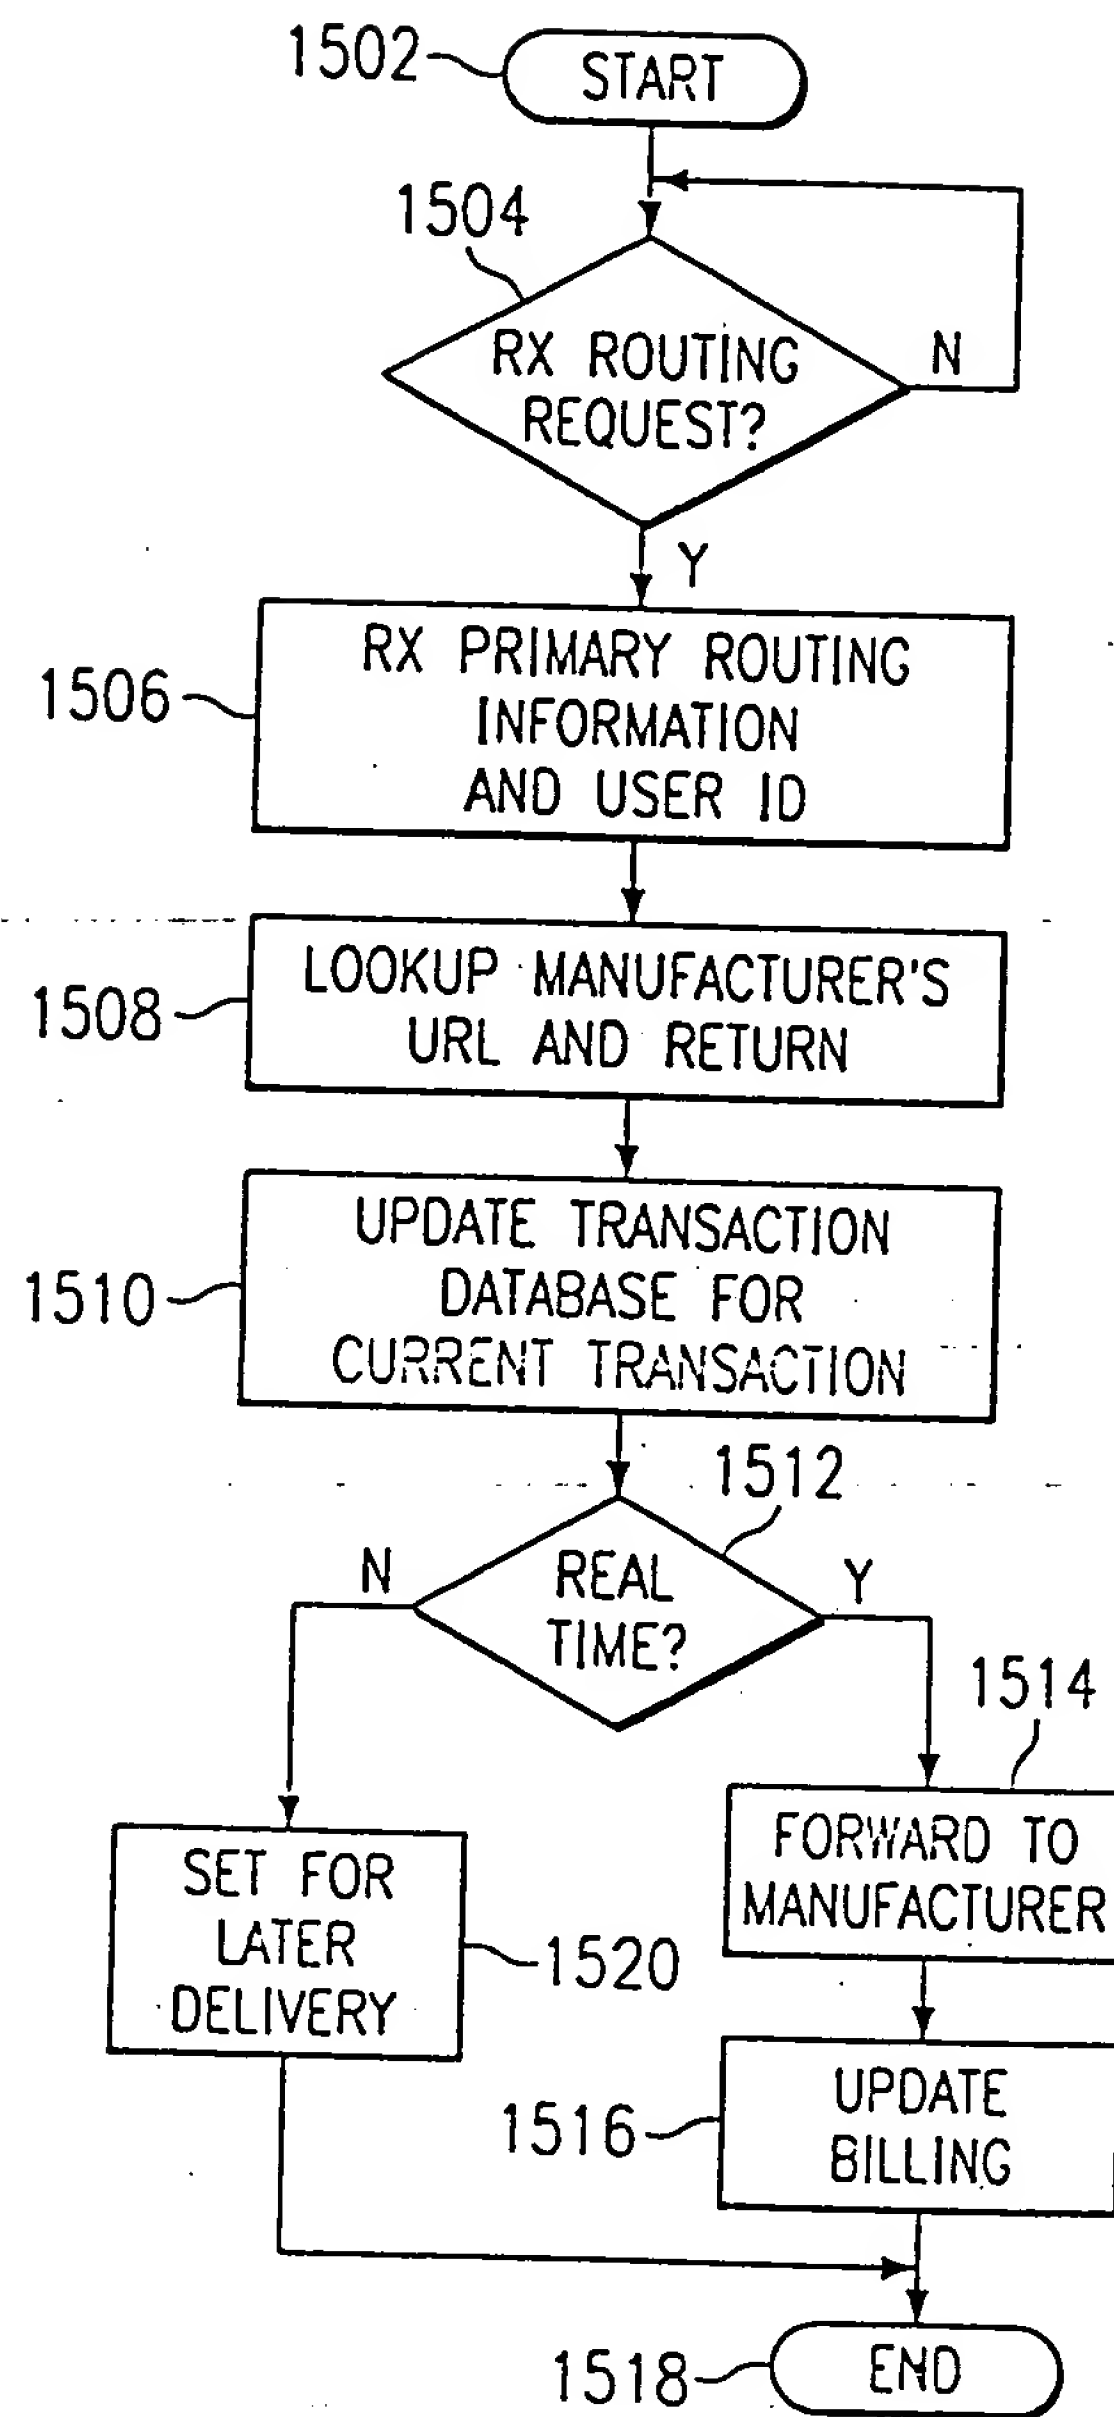 1502
START
1504
RX ROUTING
REQUEST?
N
Y
1506
RX PRIMARY ROUTING
INFORMATION
AND USER ID
1508
LOOKUP MANUFACTURER'S
URL AND RETURN
1510
UPDATE TRANSACTION
DATABASE FOR
CURRENT TRANSACTION
1512
REAL
TIME?
N
Y
1514
FORWARD TO
MANUFACTURER
SET FOR
LATER
DELIVERY
1520
1516
UPDATE
BILLING
1518
END